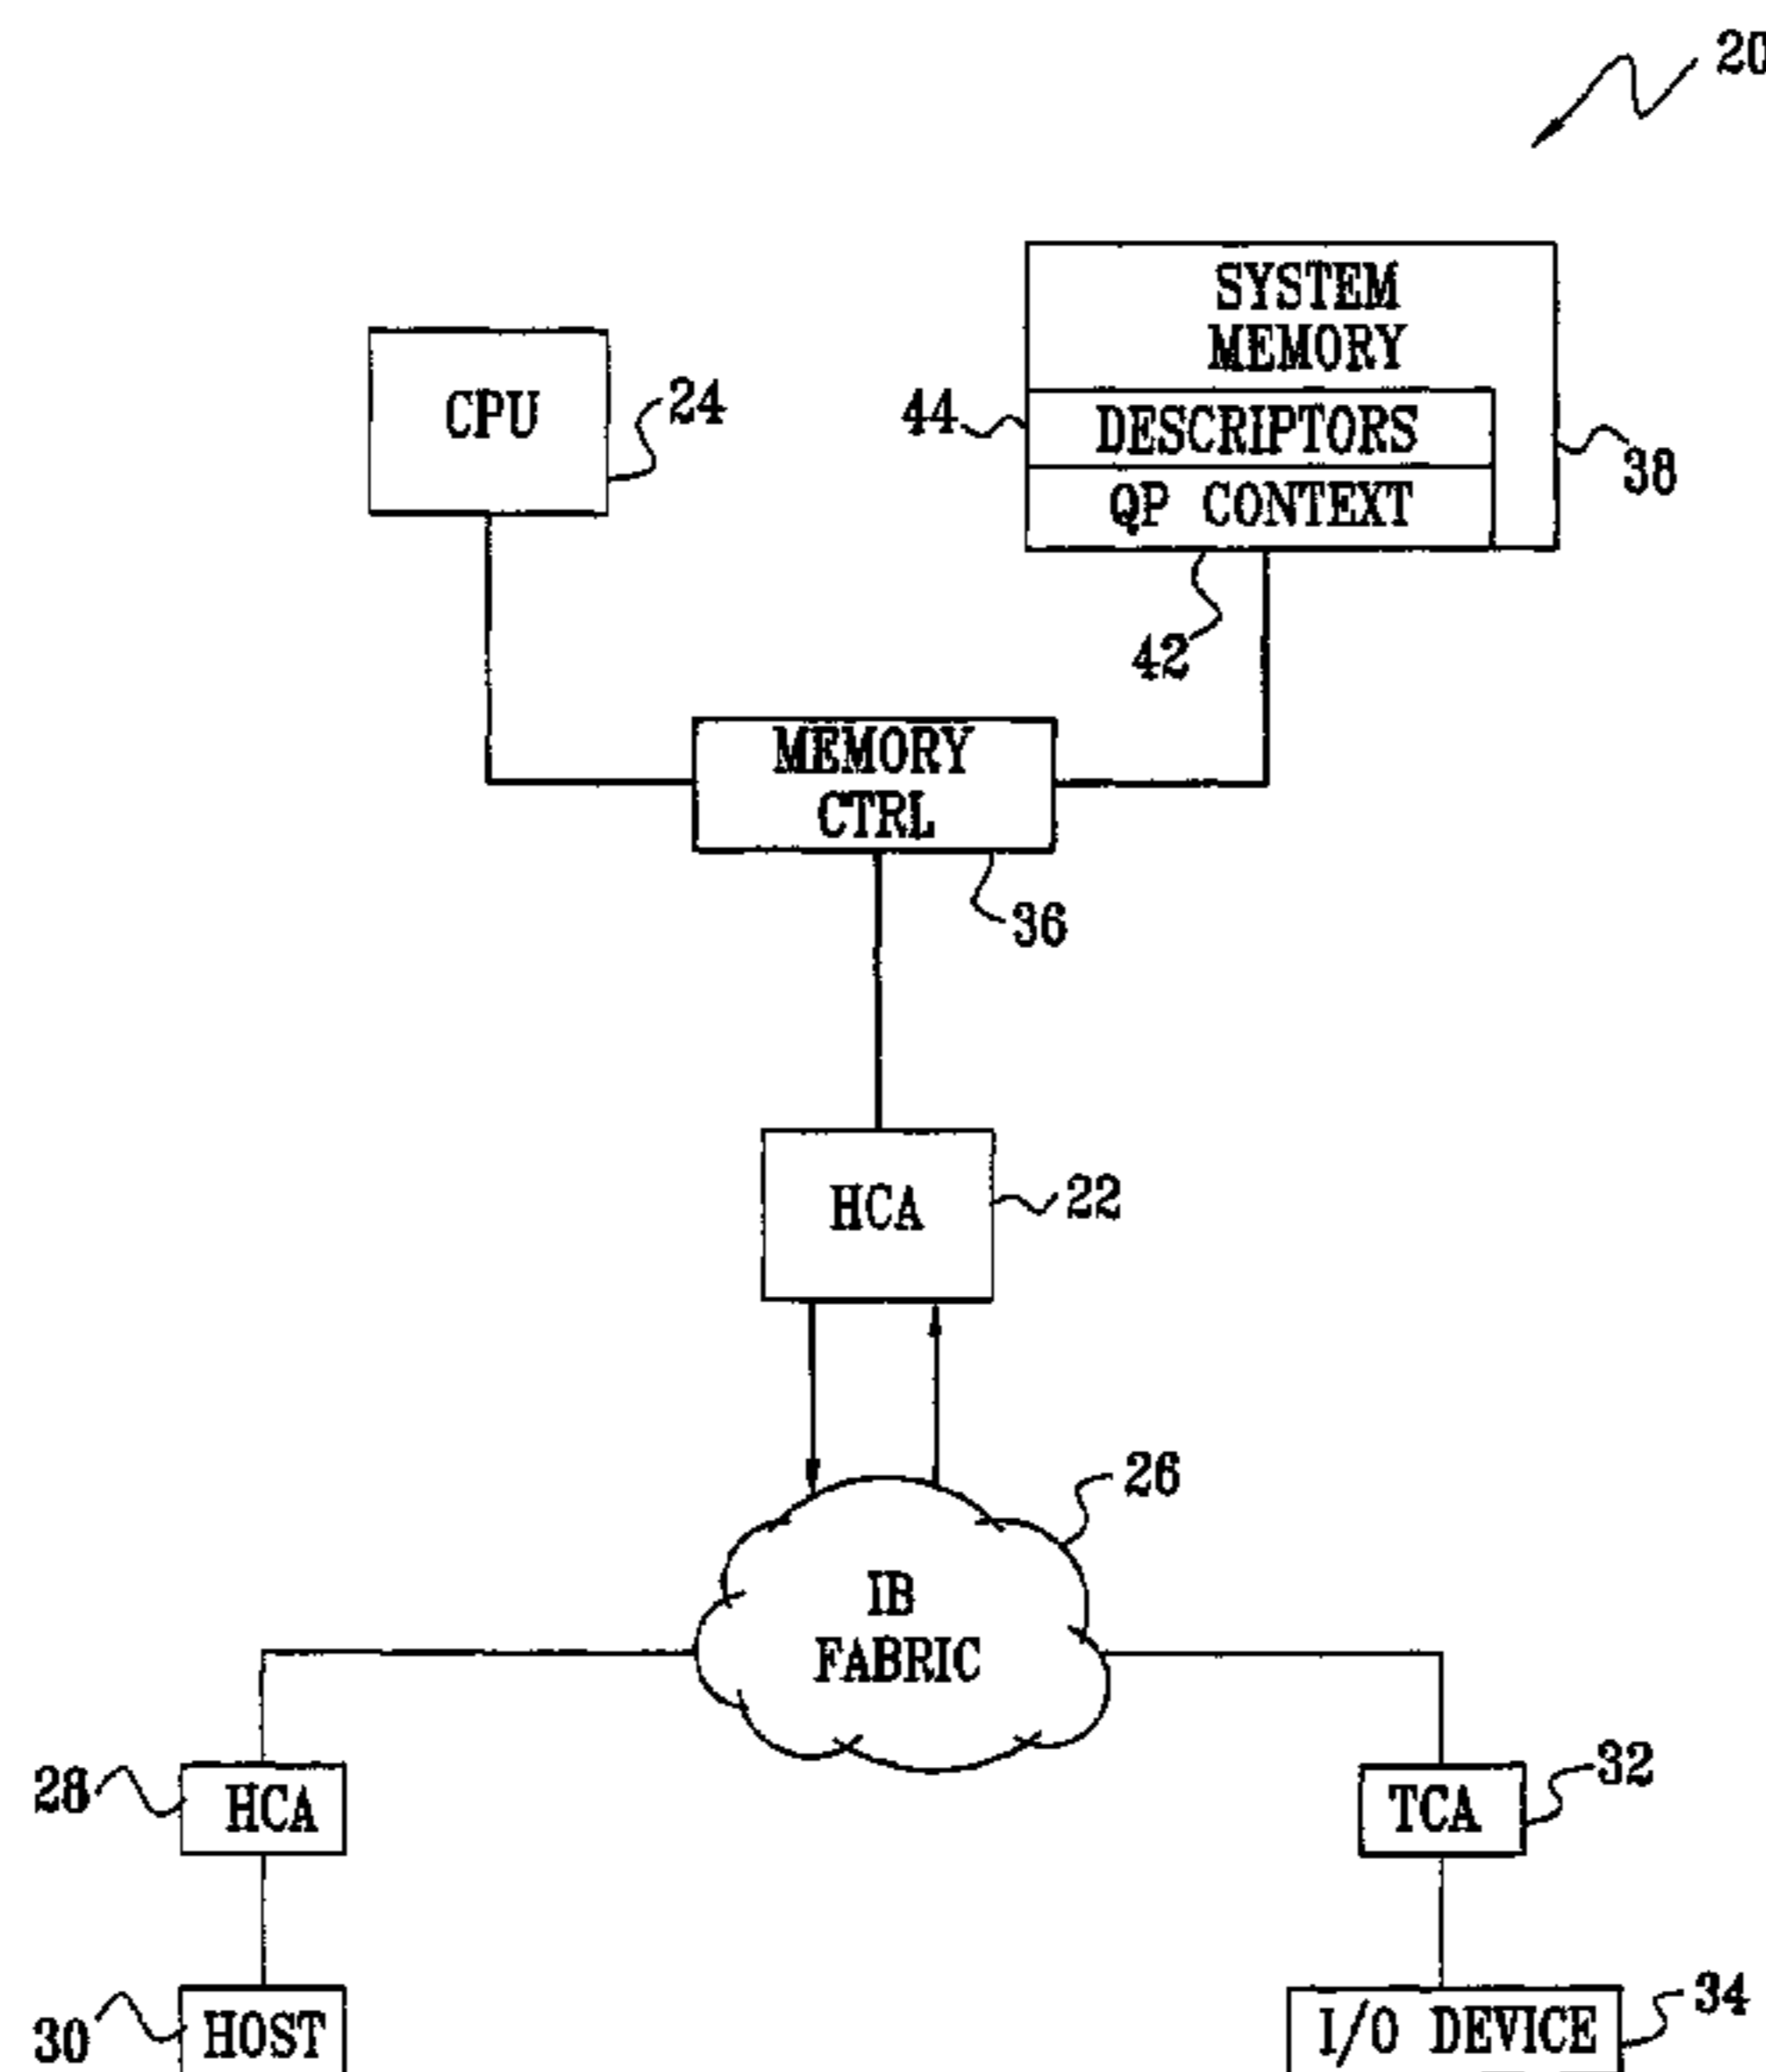 20
SYSTEM
MEMORY
CPU
24
44
DESCRIPTORS
38
QP CONTEXT
42
MEMORY
CTRL
36
HCA
22
26
IB
FABRIC
28
HCA
TCA
32
30
HOST
I/O DEVICE
34